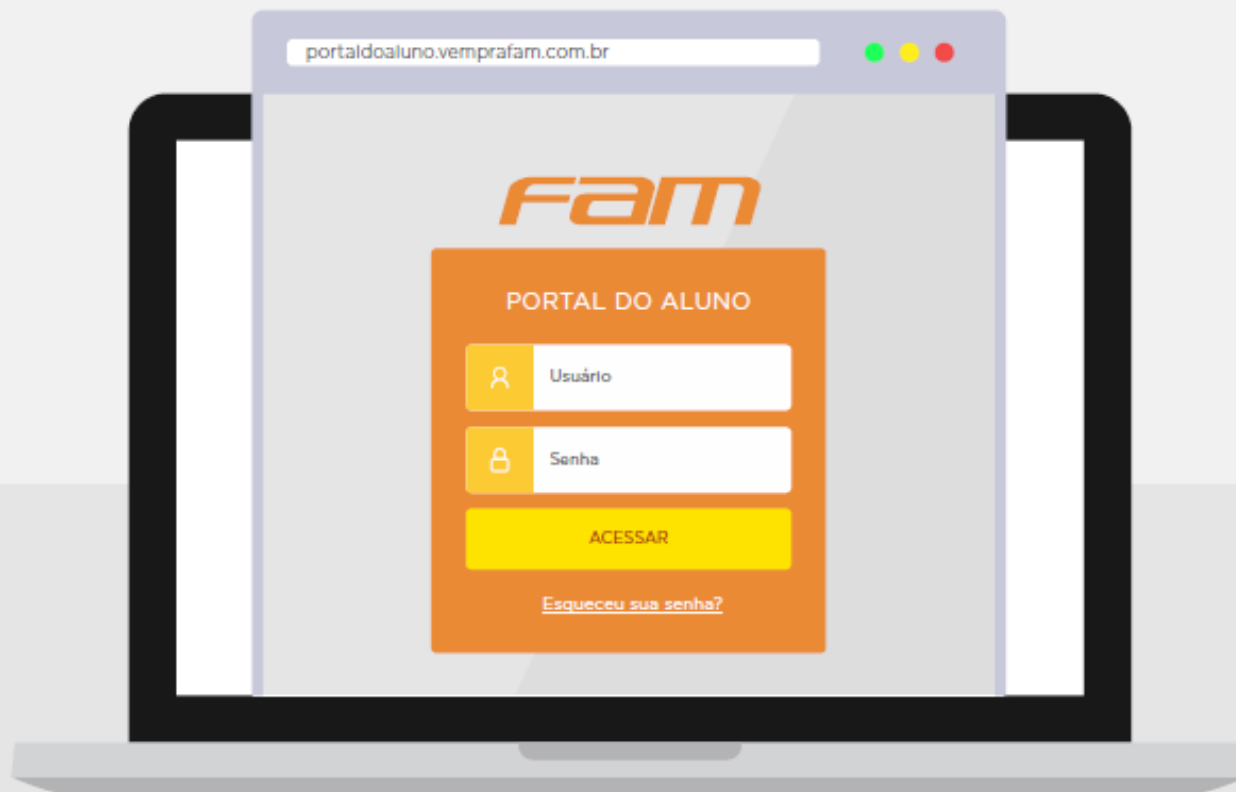 portaldoaluno.vemprafam.com.br
Fam
PORTAL DO ALUNO
Usuário
Senha
ACESSAR
Esqueceu sua senha?